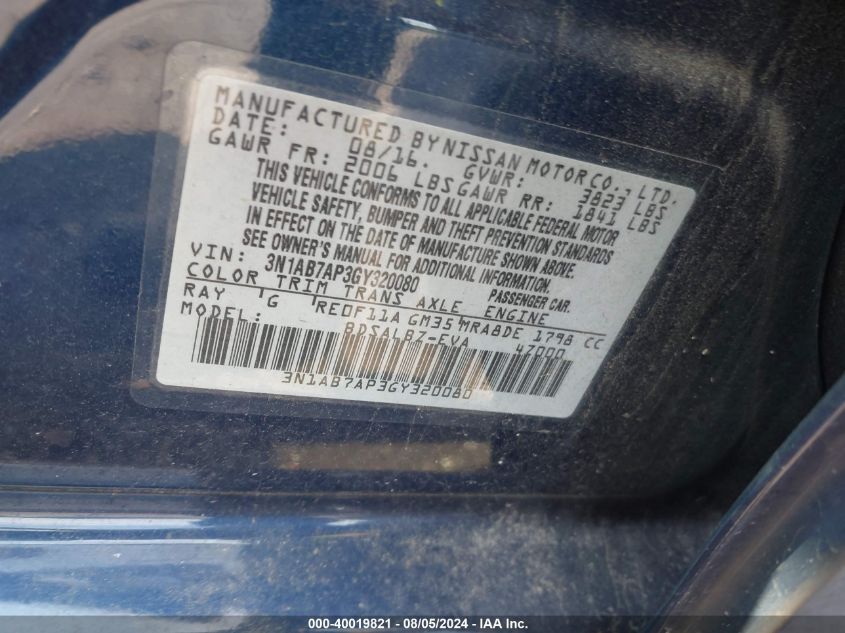 MANUFACTURED BY NISSAN MOTOR CO., LTD.
DATE: 08/16. GVWR: 3823 LBS
GAWR FR: 2006 LBS GAWR RR: 1841 LBS
THIS VEHICLE CONFORMS TO ALL APPLICABLE FEDERAL MOTOR
VEHICLE SAFETY, BUMPER AND THEFT PREVENTION STANDARDS
IN EFFECT ON THE DATE OF MANUFACTURE SHOWN ABOVE.
SEE OWNER'S MANUAL FOR ADDITIONAL INFORMATION.
VIN: 3N1AB7AP3GY320080 PASSENGER CAR.
COLOR TRIM TRANS AXLE ENGINE
RAY G RE0F11A GM35 MRA8DE 1798 CC
MODEL: BDSALBZ-EVA 4Z000
3N1AB7AP3GY320080
000-40019821 - 08/05/2024 - IAA Inc.